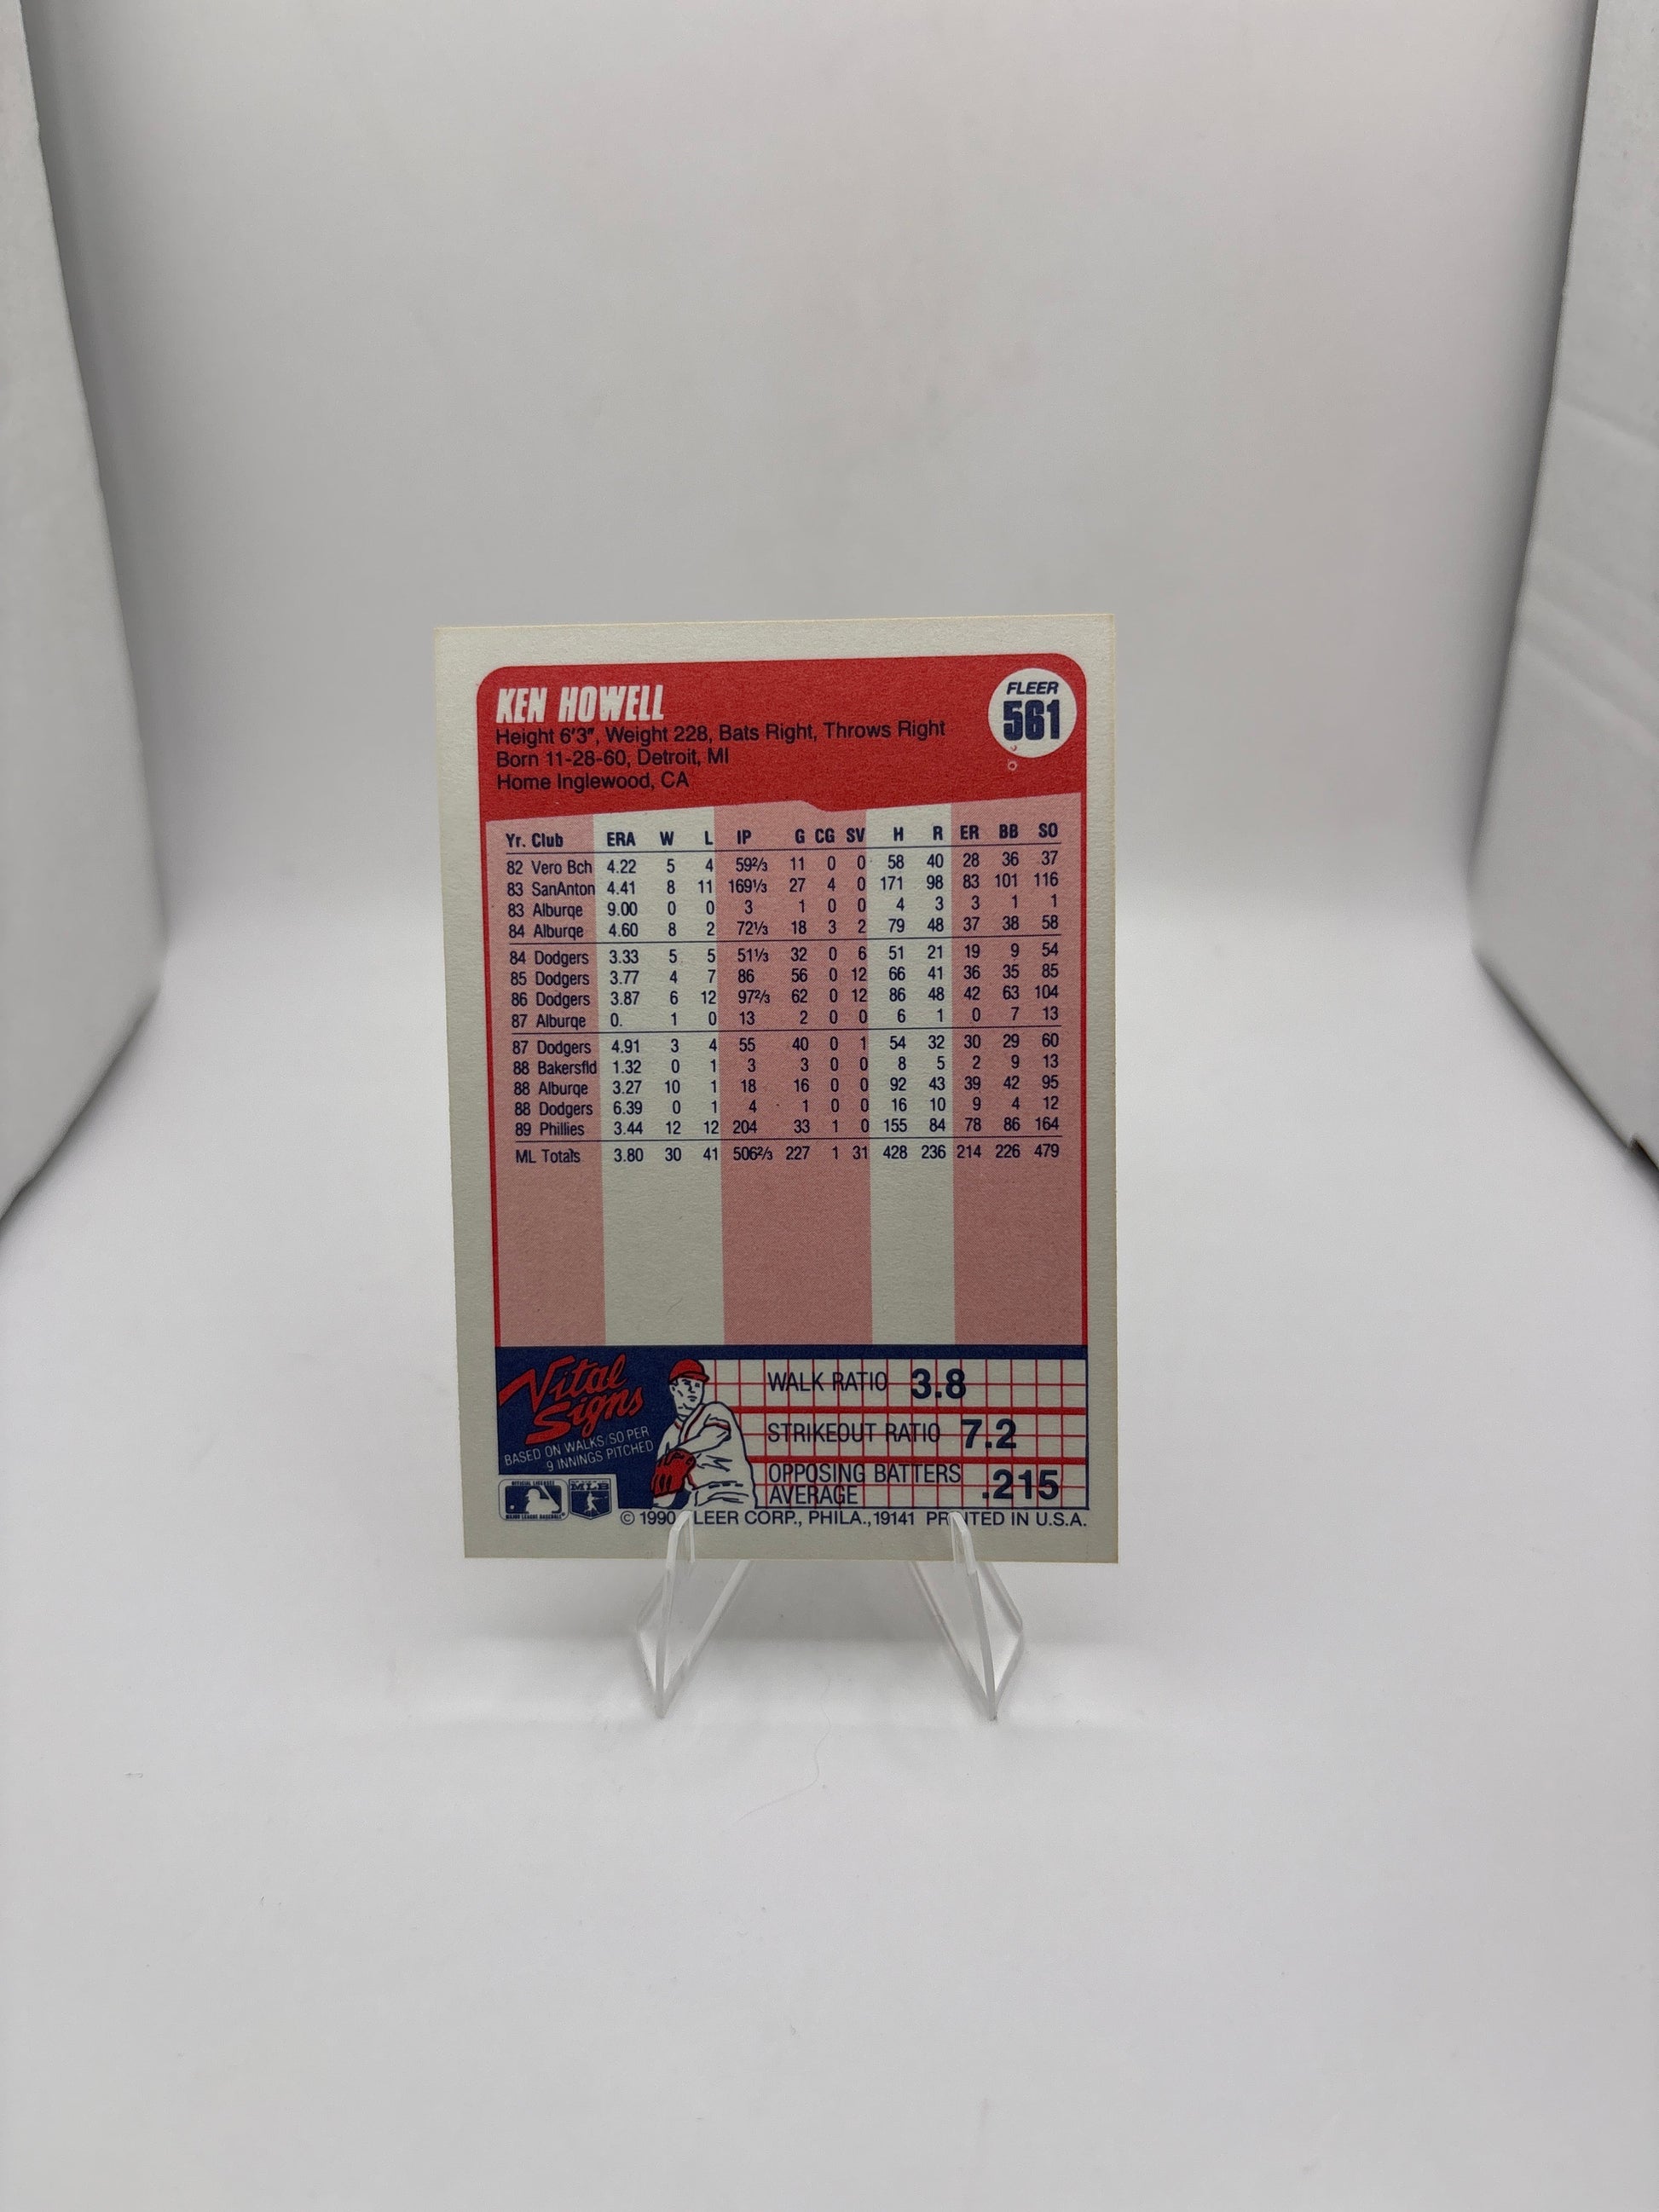 KEN HOWELL
FLEER
561
Height 6'3", Weight 228, Bats Right, Throws Right
Born 11-28-60, Detroit, MI
Home Inglewood, CA
Yr. Club ERA W L IP G CG SV H R ER BB SO
82 Vero Bch 4.22 5 4 59⅔ 11 0 0 58 40 28 36 37
83 SanAnton 4.41 8 11 169⅓ 27 4 0 171 98 83 101 116
83 Alburqe 9.00 0 0 3 1 0 0 4 3 3 1 1
84 Alburqe 4.60 8 2 72⅓ 18 3 2 79 48 37 38 58
84 Dodgers 3.33 5 5 51⅓ 32 0 6 51 21 19 9 54
85 Dodgers 3.77 4 7 86 56 0 12 66 41 36 35 85
86 Dodgers 3.87 6 12 97⅔ 62 0 12 86 48 42 63 104
87 Alburqe 0. 1 0 13 2 0 0 6 1 0 7 13
87 Dodgers 4.91 3 4 55 40 0 1 54 32 30 29 60
88 Bakersfld 1.32 0 1 3 3 0 0 8 5 2 9 13
88 Alburqe 3.27 10 1 18 16 0 0 92 43 39 42 95
88 Dodgers 6.39 0 1 4 1 0 0 16 10 9 4 12
89 Phillies 3.44 12 12 204 33 1 0 155 84 78 86 164
ML Totals 3.80 30 41 506⅔ 227 1 31 428 236 214 226 479
Vital
Signs
BASED ON WALKS/SO PER
9 INNINGS PITCHED
WALK RATIO 3.8
STRIKEOUT RATIO 7.2
OPPOSING BATTERS
AVERAGE .215
MLB
© 1990 LEER CORP., PHILA., 19141 PRINTED IN U.S.A.